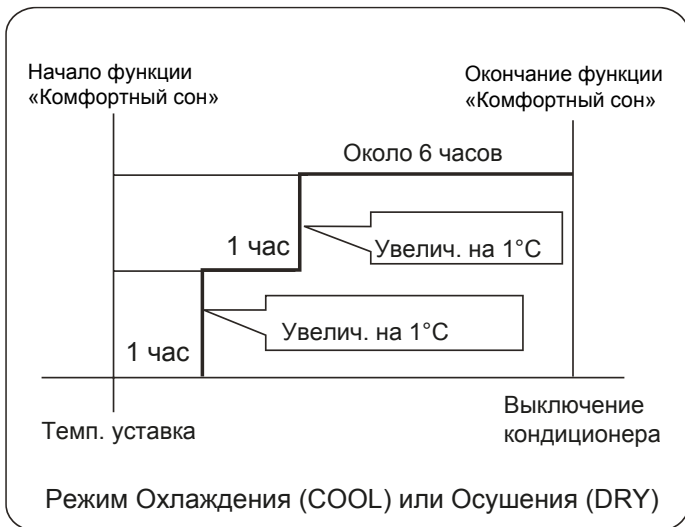 Начало функции
«Комфортный сон»
Окончание функции
«Комфортный сон»
Около 6 часов
1 час
Увелич. на 1°C
1 час
Увелич. на 1°C
Темп. уставка
Выключение
кондиционера
Режим Охлаждения (COOL) или Осушения (DRY)